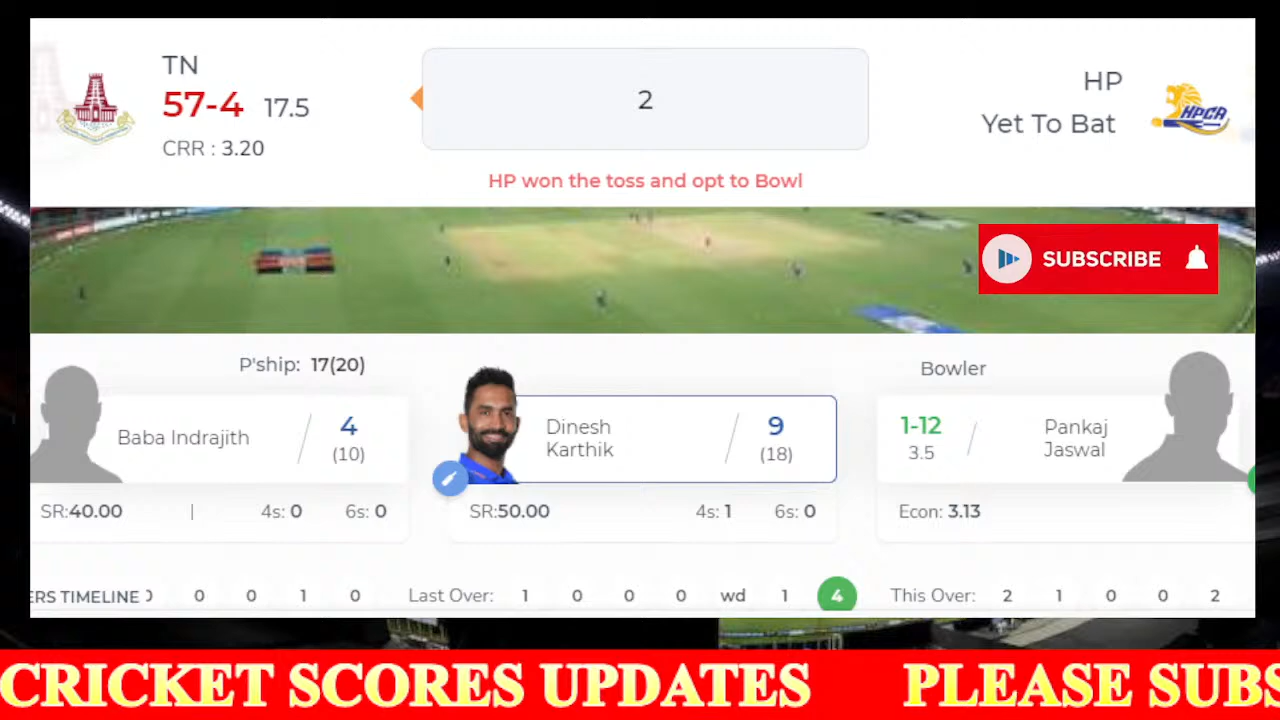 TN
57-4 17.5
CRR : 3.20
2
HP won the toss and opt to Bowl
HP
Yet To Bat
HPCA
SUBSCRIBE
P'ship: 17(20)
Baba Indrajith
4
(10)
SR:40.00 | 4s: 0 6s: 0
Dinesh
Karthik
9
(18)
SR:50.00 4s: 1 6s: 0
Bowler
1-12
3.5
Pankaj
Jaswal
Econ: 3.13
ERS TIMELINE 0 0 0 1 0 Last Over: 1 0 0 0 wd 1 4 This Over: 2 1 0 0 2
CRICKET SCORES UPDATES PLEASE SUBS